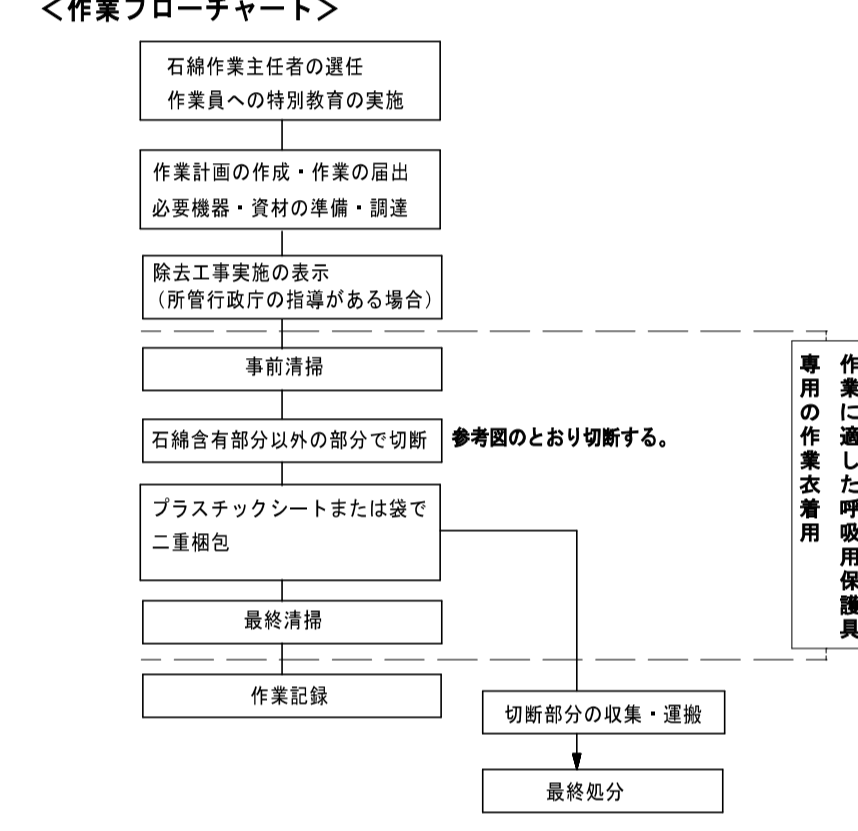 ＜作業フローチャート＞
石綿作業主任者の選任
作業員への特別教育の実施
作業計画の作成・作業の届出
必要機器・資材の準備・調達
除去工事実施の表示
（所管行政庁の指導がある場合）
事前清掃
石綿含有部分以外の部分で切断
参考図のとおり切断する。
プラスチックシートまたは袋で
二重梱包
最終清掃
作業記録
切断部分の収集・運搬
最終処分
作業に適した呼吸用保護具
専用の作業衣着用